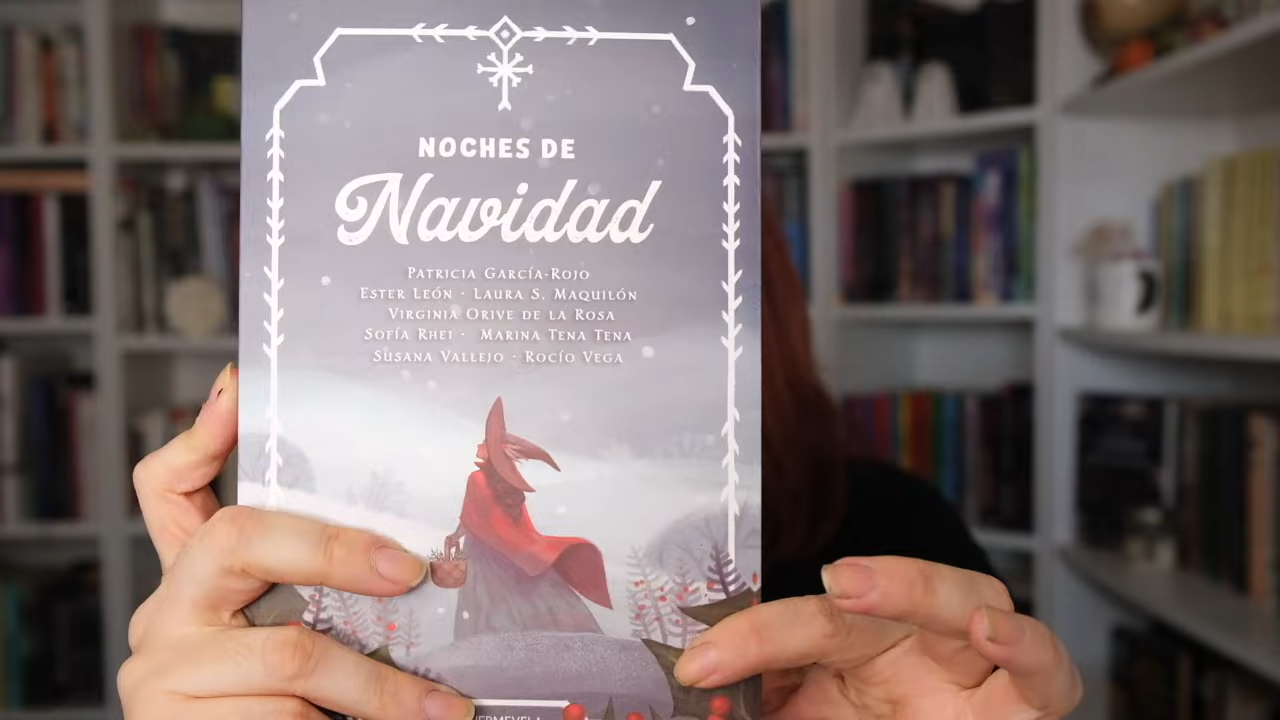 NOCHES DE
Navidad
PATRICIA GARCÍA-ROJO
ESTER LEÓN · LAURA S. MAQUILÓN
VIRGINIA ORIVE DE LA ROSA
SOFÍA RHEI · MARINA TENA TENA
SUSANA VALLEJO · ROCÍO VEGA